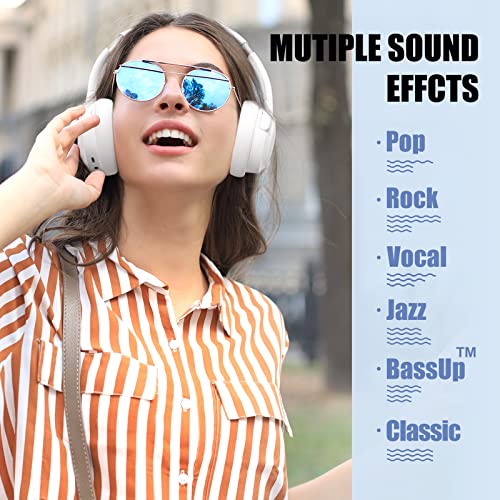 MUTIPLE SOUND
EFFCTS
· Pop
· Rock
· Vocal
· Jazz
· BassUp™
· Classic